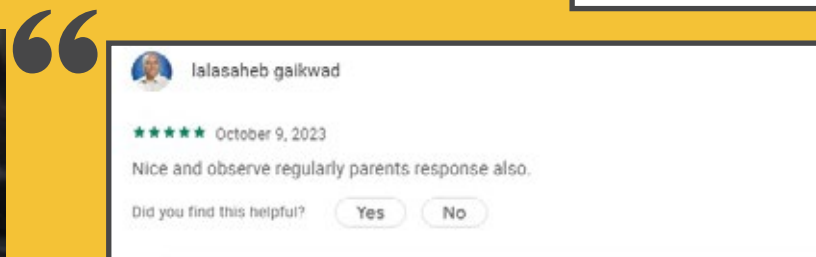 “
lalasaheb gaikwad
★★★★★ October 9, 2023
Nice and observe regularly parents response also.
Did you find this helpful? Yes No